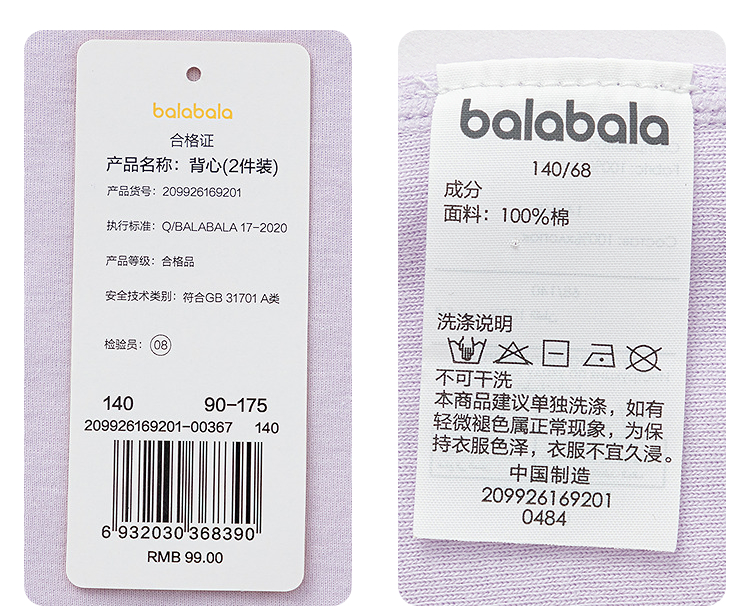 balabala
合格证
产品名称：背心(2件装)
产品货号：209926169201
执行标准：Q/BALABALA 17-2020
产品等级：合格品
安全技术类别：符合GB 31701 A类
检验员：08
140 90-175
209926169201-00367 140
6 932030 368390
RMB 99.00
balabala
140/68
成分
面料：100%棉
洗涤说明
不可干洗
本商品建议单独洗涤，如有
轻微褪色属正常现象，为保
持衣服色泽，衣服不宜久浸。
中国制造
209926169201
0484